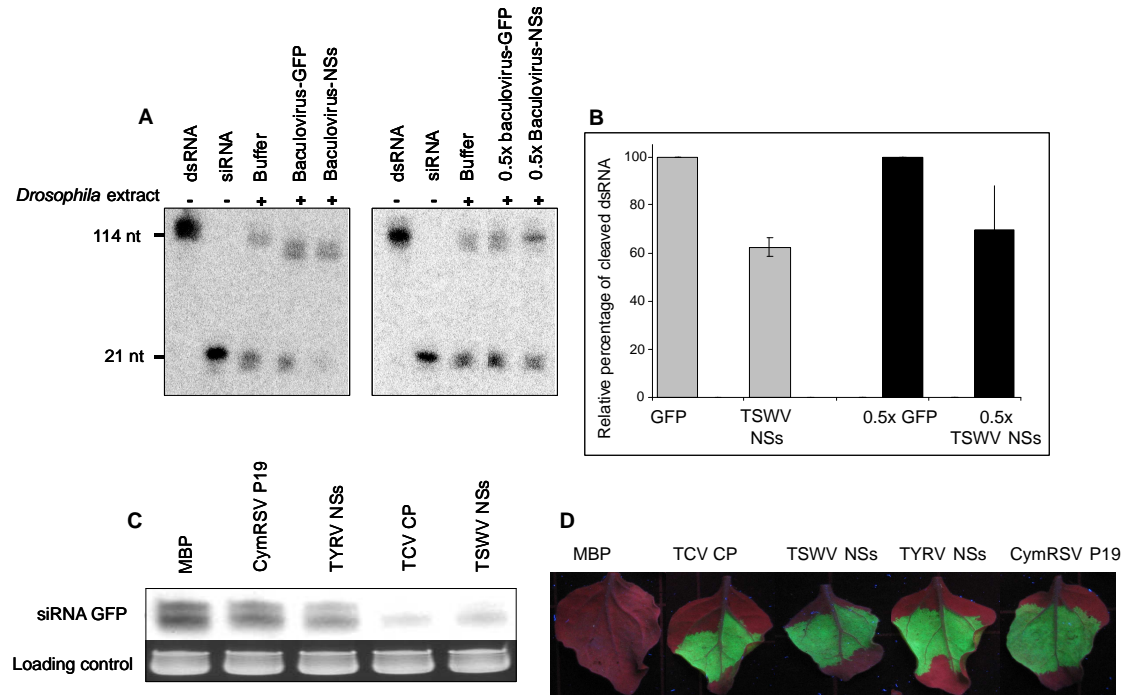 A
dsRNA
siRNA
Buffer
Baculovirus-GFP
Baculovirus-NSs
dsRNA
siRNA
Buffer
0.5x baculovirus-GFP
0.5x Baculovirus-NSs
Drosophila extract - - + + + - - + + +
114 nt
21 nt
B
Relative percentage of cleaved dsRNA
100
80
60
40
20
0
GFP
TSWV
NSs
0.5x GFP
0.5x
TSWV NSs
C
MBP
CymRSV P19
TYRV NSs
TCV CP
TSWV NSs
siRNA GFP
Loading control
D
MBP TCV CP TSWV NSs TYRV NSs CymRSV P19